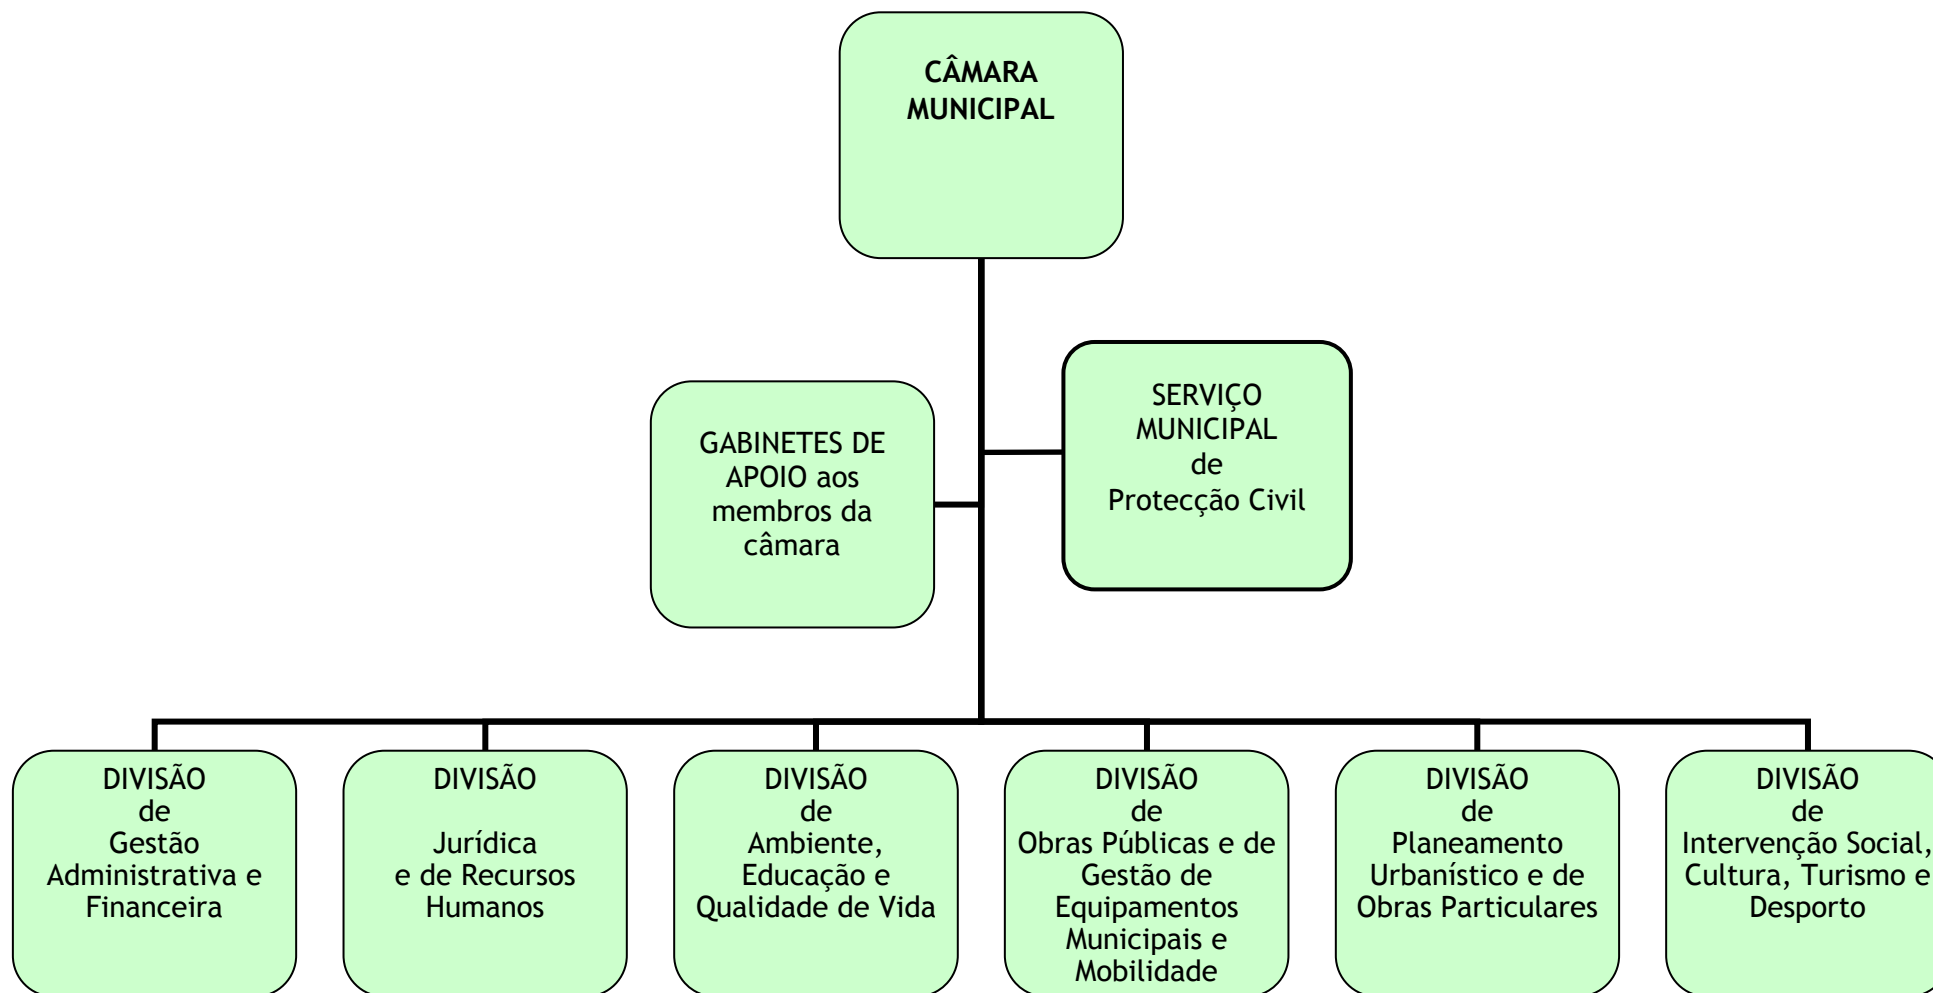 CÂMARA
MUNICIPAL
SERVIÇO
MUNICIPAL
de
Protecção Civil
GABINETES DE
APOIO aos
membros da
câmara
DIVISÃO
de
Gestão
Administrativa e
Financeira
DIVISÃO
Jurídica
e de Recursos
Humanos
DIVISÃO
de
Ambiente,
Educação e
Qualidade de Vida
DIVISÃO
de
Obras Públicas e de
Gestão de
Equipamentos
Municipais e
Mobilidade
DIVISÃO
de
Planeamento
Urbanístico e de
Obras Particulares
DIVISÃO
de
Intervenção Social,
Cultura, Turismo e
Desporto